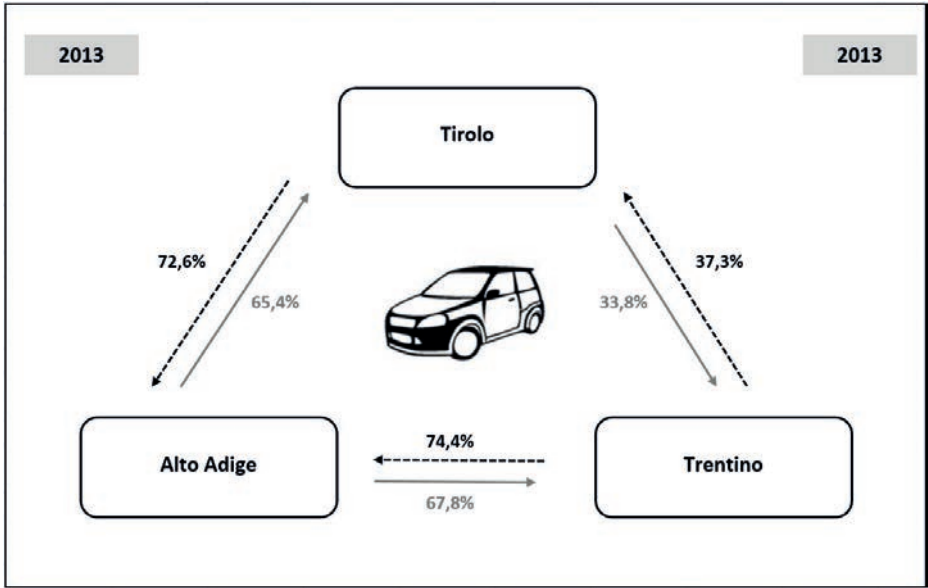 2013
2013
Tirolo
72,6%
37,3%
65,4%
33,8%
74,4%
Alto Adige
Trentino
67,8%